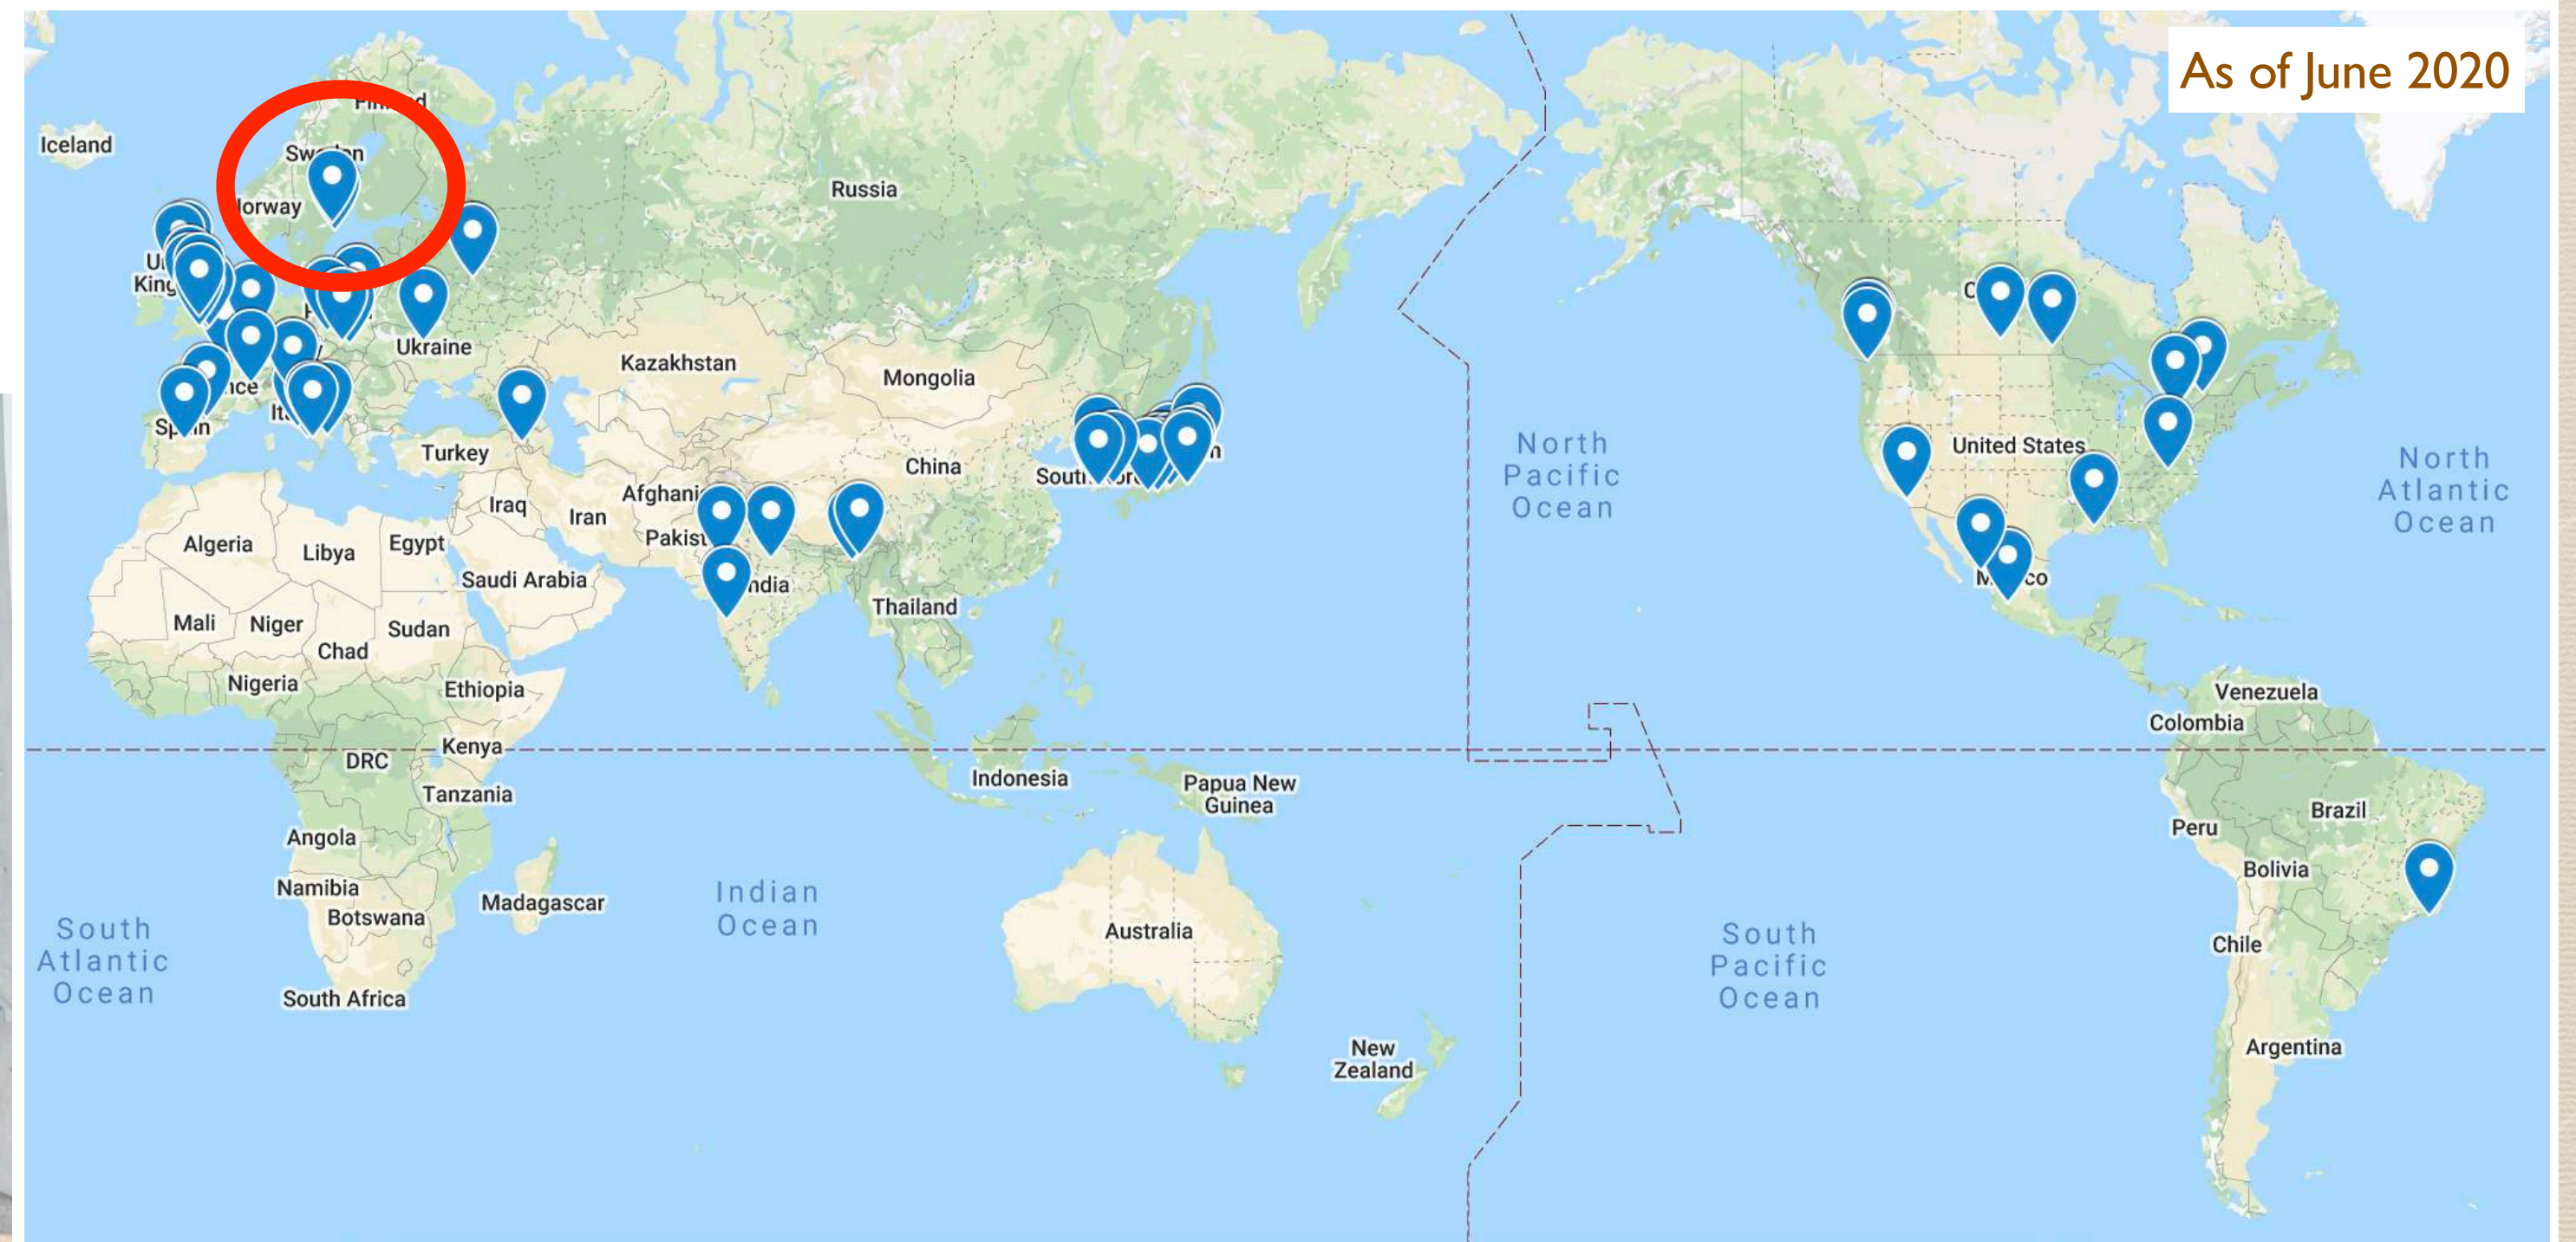 As of June 2020
Iceland
Russia
Kazakhstan
Mongolia
Ukraine
Turkey
China
Iraq
Iran
Algeria
Libya
Egypt
Saudi Arabia
Thailand
Mali
Niger
Sudan
Chad
Nigeria
Ethiopia
Kenya
DRC
Tanzania
Angola
Namibia
Botswana
Madagascar
South Africa
Indonesia
Papua New
Guinea
Australia
New
Zealand
South
Atlantic
Ocean
Indian
Ocean
North
Pacific
Ocean
South
Pacific
Ocean
United States
North
Atlantic
Ocean
Venezuela
Colombia
Brazil
Peru
Bolivia
Chile
Argentina